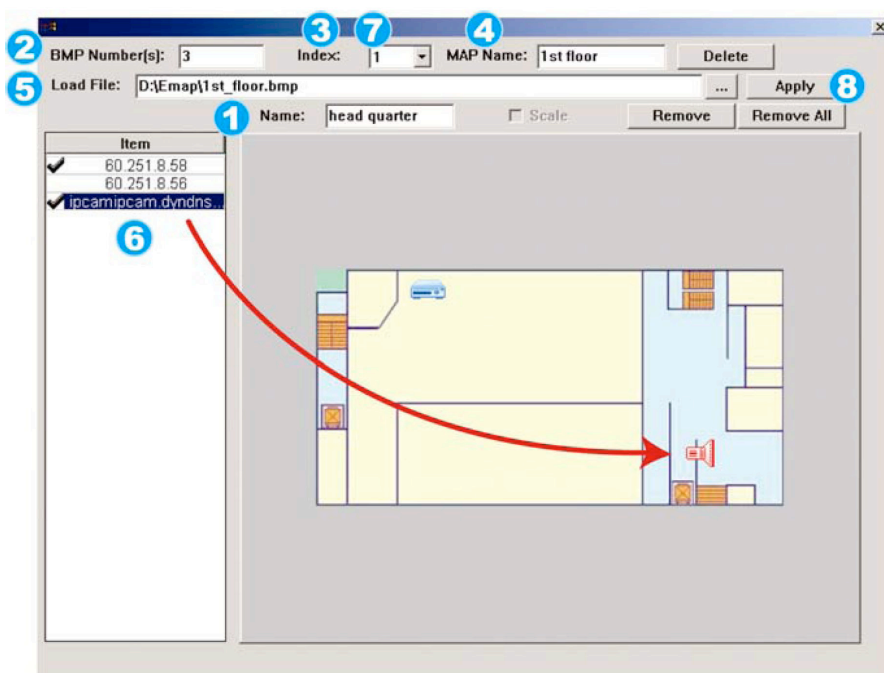 3 7 4
2 BMP Number(s): 3 Index: 1 MAP Name: 1st floor Delete
5 Load File: D:\Emap\1st_floor.bmp ... Apply 8
1 Name: head quarter Scale Remove Remove All
Item
60.251.8.58
60.251.8.56
ipcamipcam.dyndns...
6